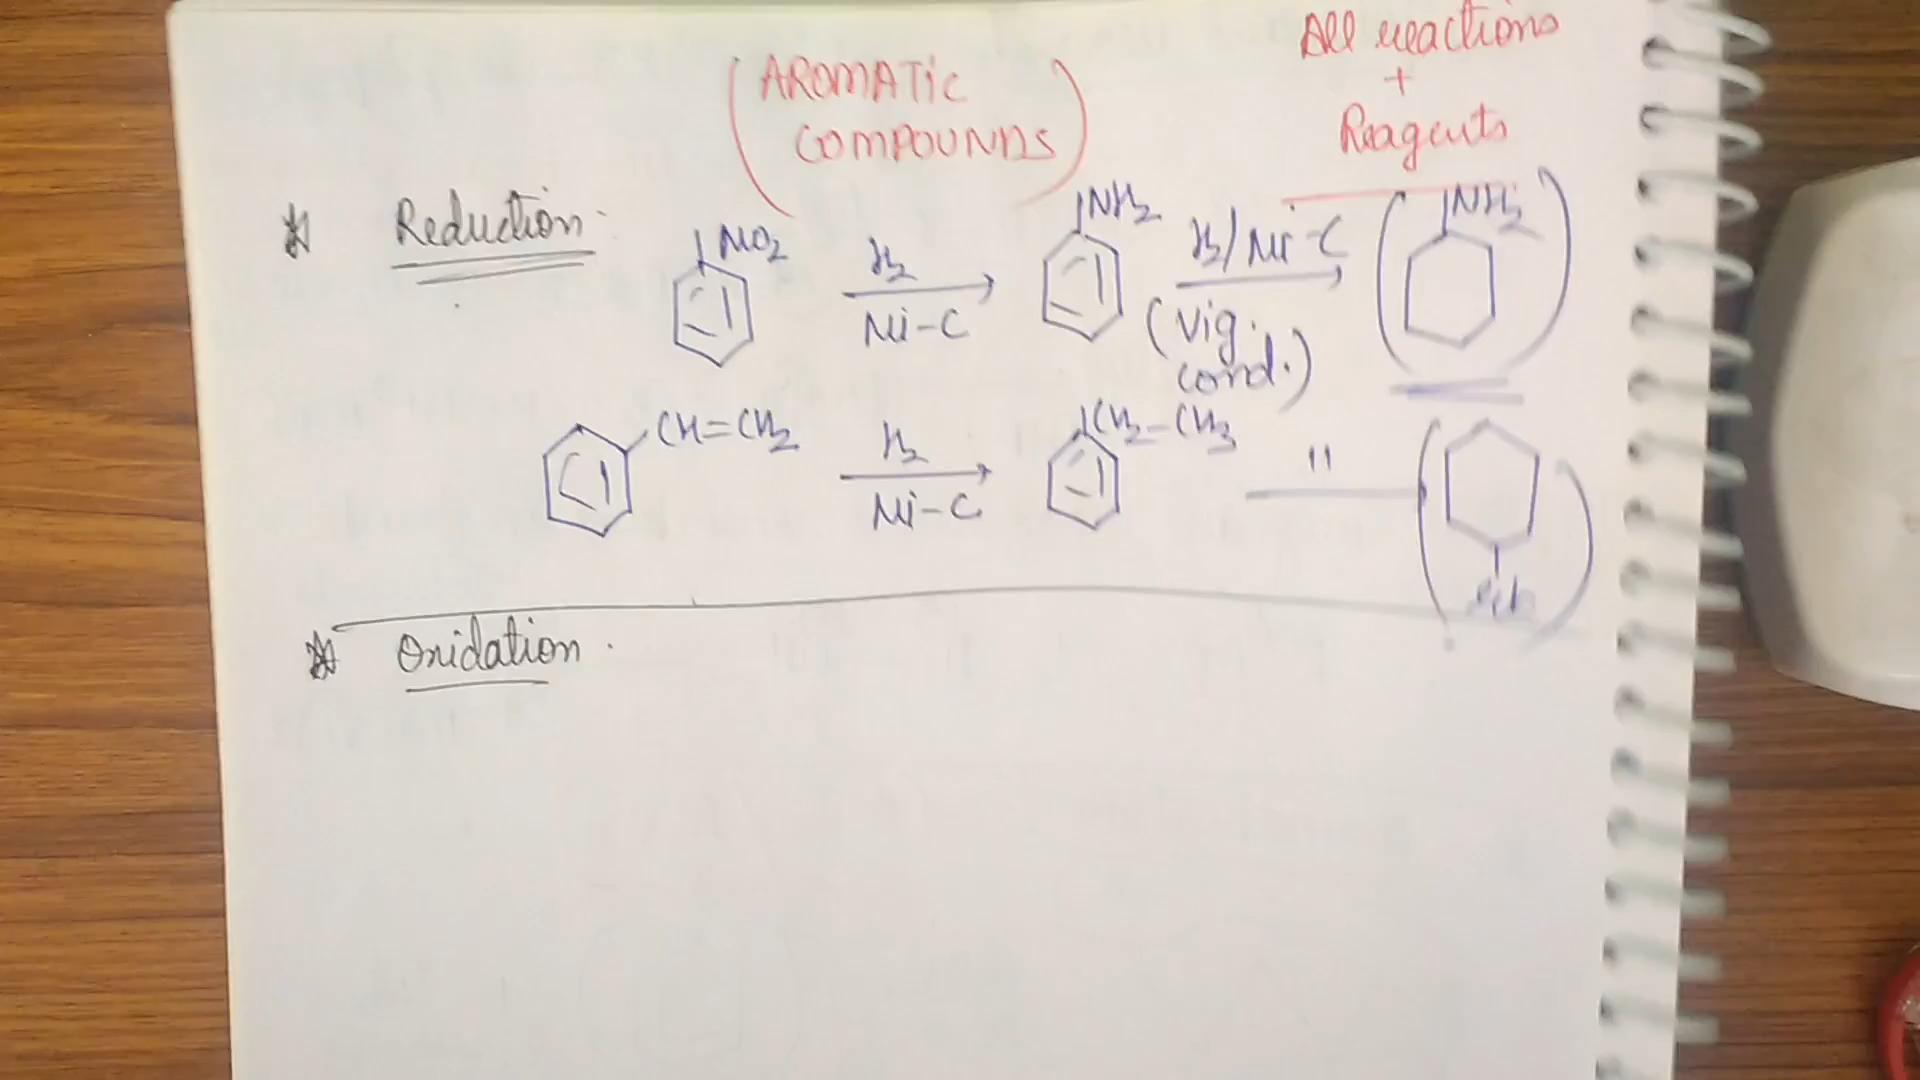 All reactions
+
Reagents
(AROMATIC
COMPOUNDS)
* Reduction:
NO2 H2 NH2 H2/Ni-C (NH2)
Ni-C (Vig.
cond.)
CH=CH2 H2 CH2-CH3 "
Ni-C
* Oxidation.